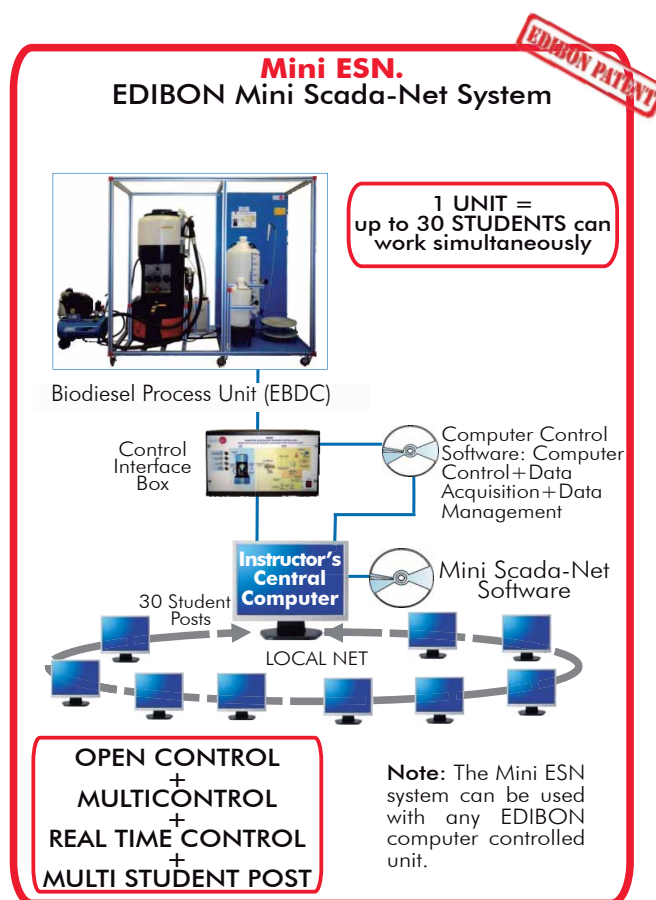 EDIBON PATENT
Mini ESN.
EDIBON Mini Scada-Net System
1 UNIT =
up to 30 STUDENTS can
work simultaneously
Biodiesel Process Unit (EBDC)
Control
Interface
Box
Computer Control
Software: Computer
Control+Data
Acquisition+Data
Management
Instructor's
Central
Computer
Mini Scada-Net
Software
30 Student
Posts
LOCAL NET
OPEN CONTROL
+
MULTICONTROL
+
REAL TIME CONTROL
+
MULTI STUDENT POST
Note: The Mini ESN
system can be used
with any EDIBON
computer controlled
unit.